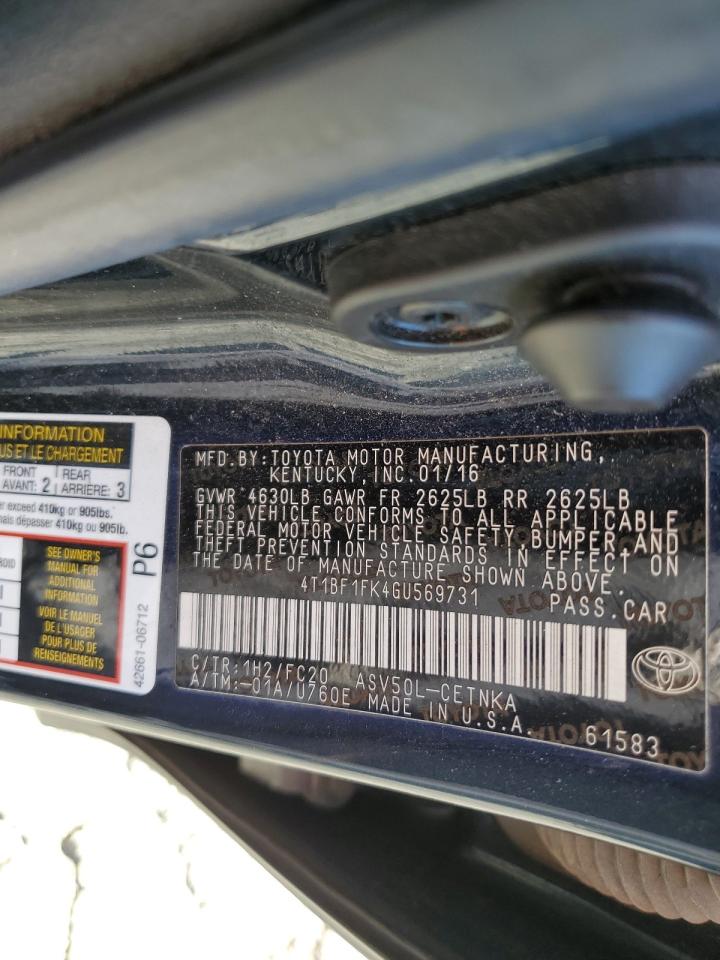 INFORMATION
US ET LE CHARGEMENT
FRONT
AVANT: 2
REAR
ARRIÈRE: 3
exceed 410kg or 905lbs.
dépasser 410kg ou 905lb.
SEE OWNER'S
MANUAL FOR
ADDITIONAL
INFORMATION
VOIR LE MANUEL
DE L'USAGER
POUR PLUS DE
RENSEIGNEMENTS
P6
42661-06712
MFD.BY:TOYOTA MOTOR MANUFACTURING,
KENTUCKY,INC.01/16
GVWR 4630LB GAWR FR 2625LB RR 2625LB
THIS VEHICLE CONFORMS TO ALL APPLICABLE
FEDERAL MOTOR VEHICLE SAFETY,BUMPER,AND
THEFT PREVENTION STANDARDS IN EFFECT ON
THE DATE OF MANUFACTURE SHOWN ABOVE.
4T1BF1FK4GU569731 PASS.CAR
C/TR:1H2/FC20 ASV50L-CETNKA
A/TM:-01A/U760E MADE IN U.S.A. 61583